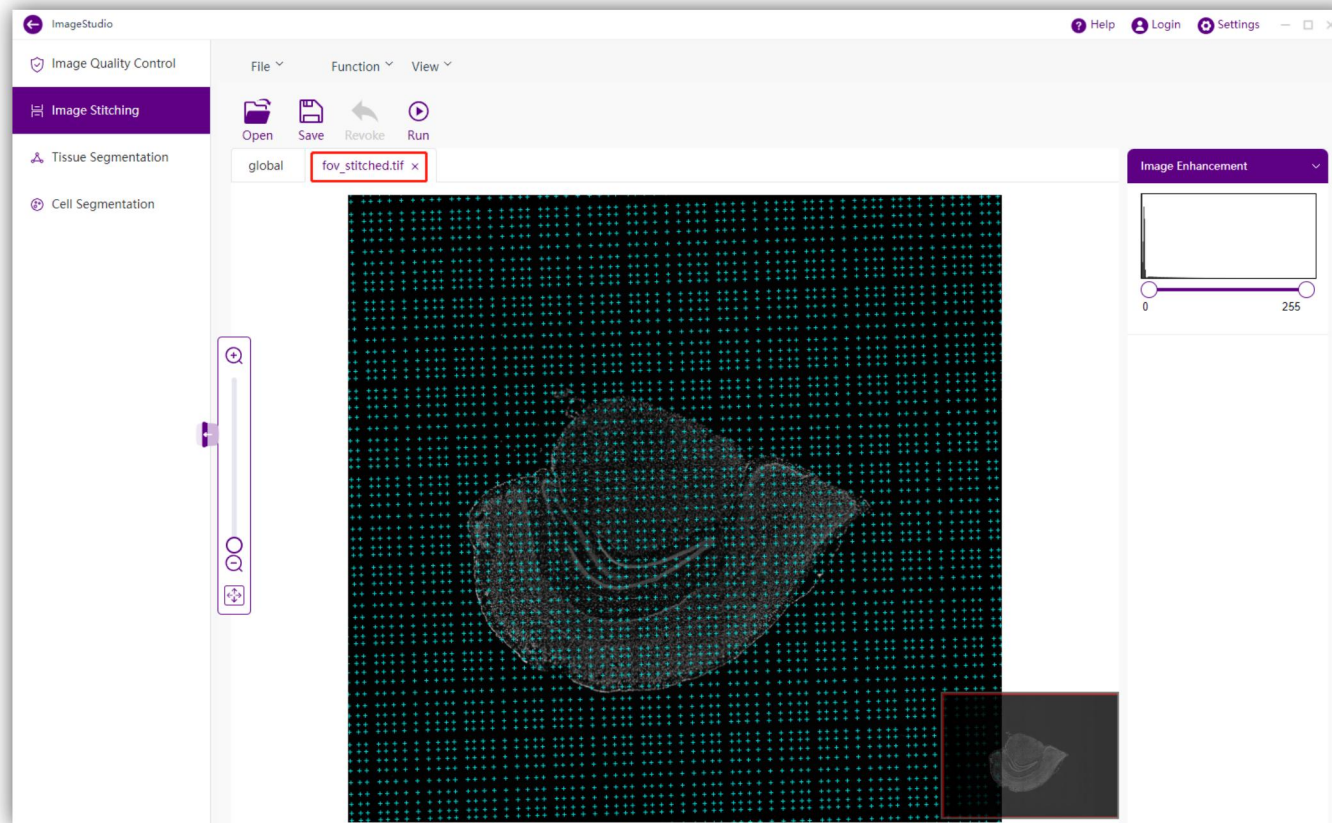 ImageStudio
Help Login Settings
Image Quality Control
Image Stitching
Tissue Segmentation
Cell Segmentation
File Function View
Open Save Revoke Run
global fov_stitched.tif ×
Image Enhancement
0 255